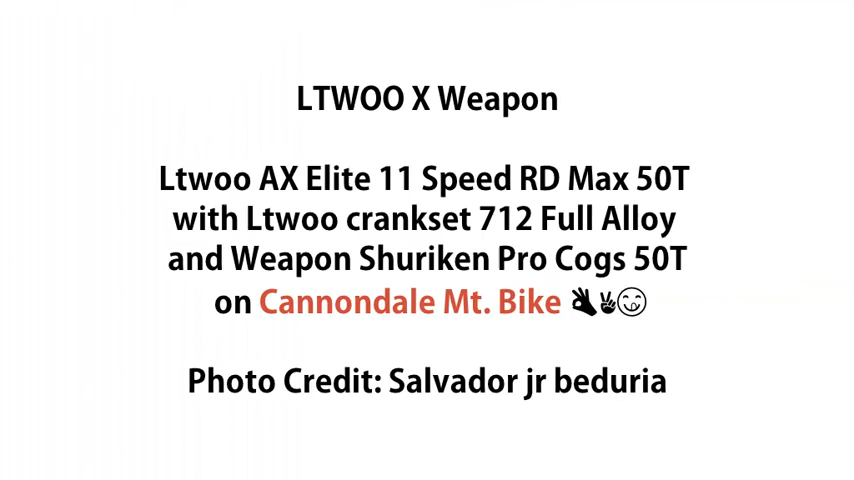 LTWOO X Weapon
Ltwoo AX Elite 11 Speed RD Max 50T
with Ltwoo crankset 712 Full Alloy
and Weapon Shuriken Pro Cogs 50T
on Cannondale Mt. Bike 👌✌😋
Photo Credit: Salvador jr beduria